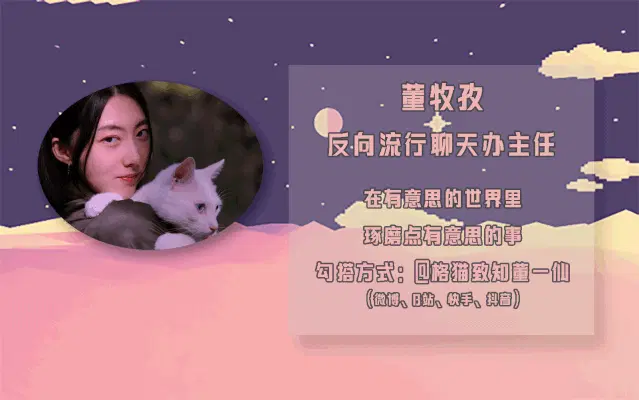 董牧孜
反向流行聊天办主任
在有意思的世界里
琢磨点有意思的事
勾搭方式：@格猫致知董一仙
（微博、B站、快手、抖音）